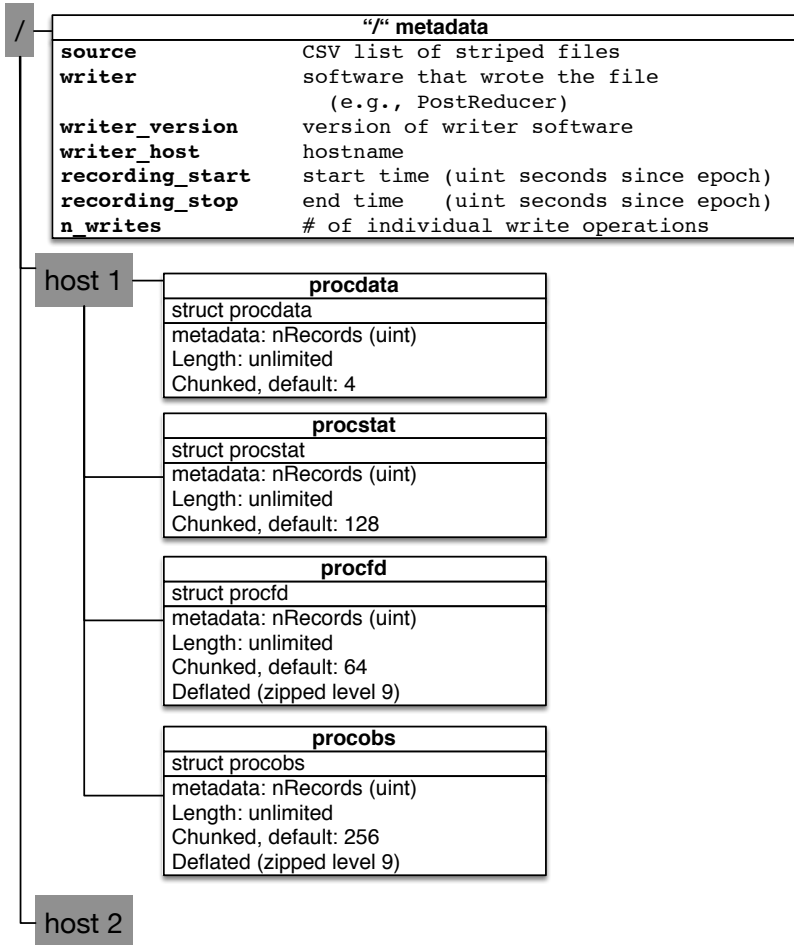 /
“/“ metadata
source CSV list of striped files
writer software that wrote the file
(e.g., PostReducer)
writer_version version of writer software
writer_host hostname
recording_start start time (uint seconds since epoch)
recording_stop end time (uint seconds since epoch)
n_writes # of individual write operations
host 1
procdata
struct procdata
metadata: nRecords (uint)
Length: unlimited
Chunked, default: 4
procstat
struct procstat
metadata: nRecords (uint)
Length: unlimited
Chunked, default: 128
procfd
struct procfd
metadata: nRecords (uint)
Length: unlimited
Chunked, default: 64
Deflated (zipped level 9)
procobs
struct procobs
metadata: nRecords (uint)
Length: unlimited
Chunked, default: 256
Deflated (zipped level 9)
host 2